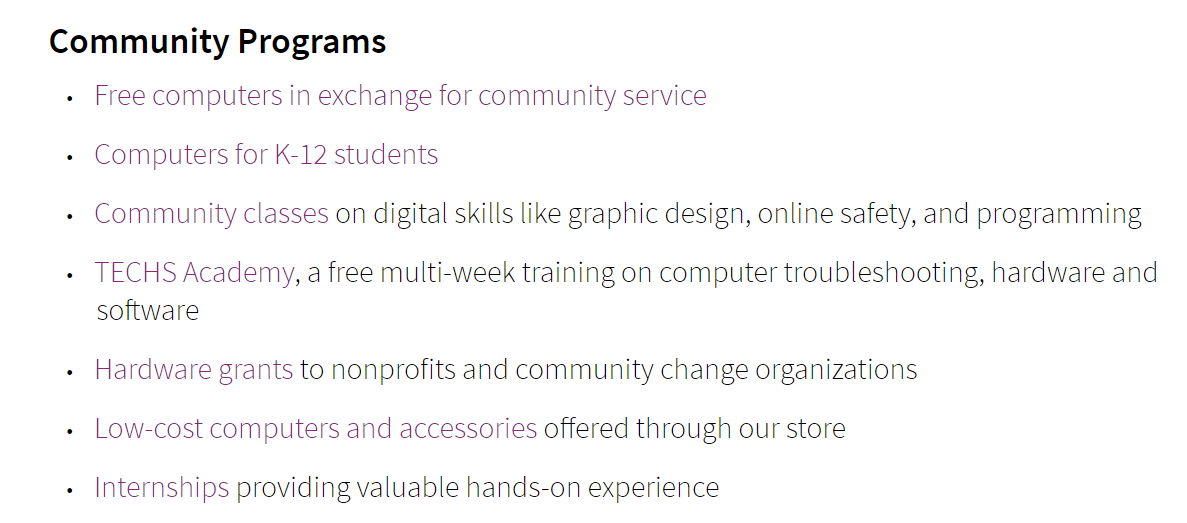 Community Programs
• Free computers in exchange for community service
• Computers for K-12 students
• Community classes on digital skills like graphic design, online safety, and programming
• TECHS Academy, a free multi-week training on computer troubleshooting, hardware and
software
• Hardware grants to nonprofits and community change organizations
• Low-cost computers and accessories offered through our store
• Internships providing valuable hands-on experience